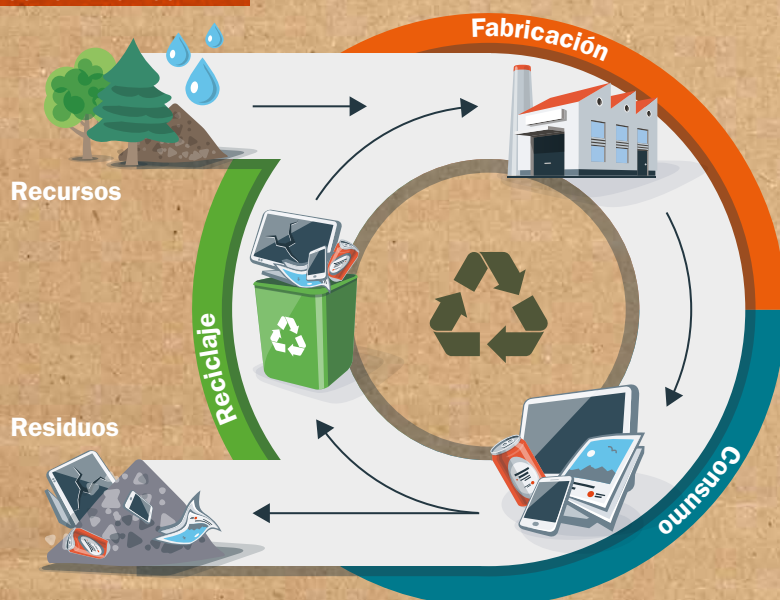 Fabricación
Recursos
Reciclaje
Residuos
Consumo